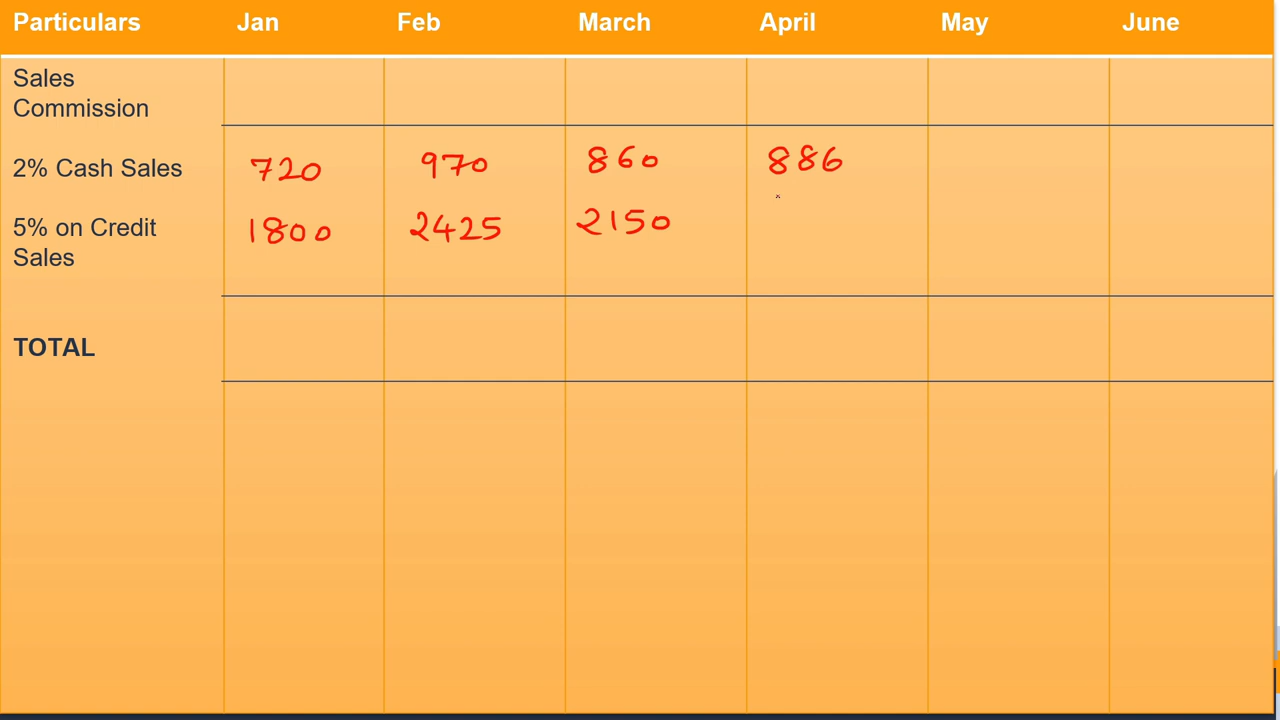 Particulars Jan Feb March April May June
Sales
Commission
2% Cash Sales 720 970 860 886
5% on Credit 1800 2425 2150
Sales
TOTAL